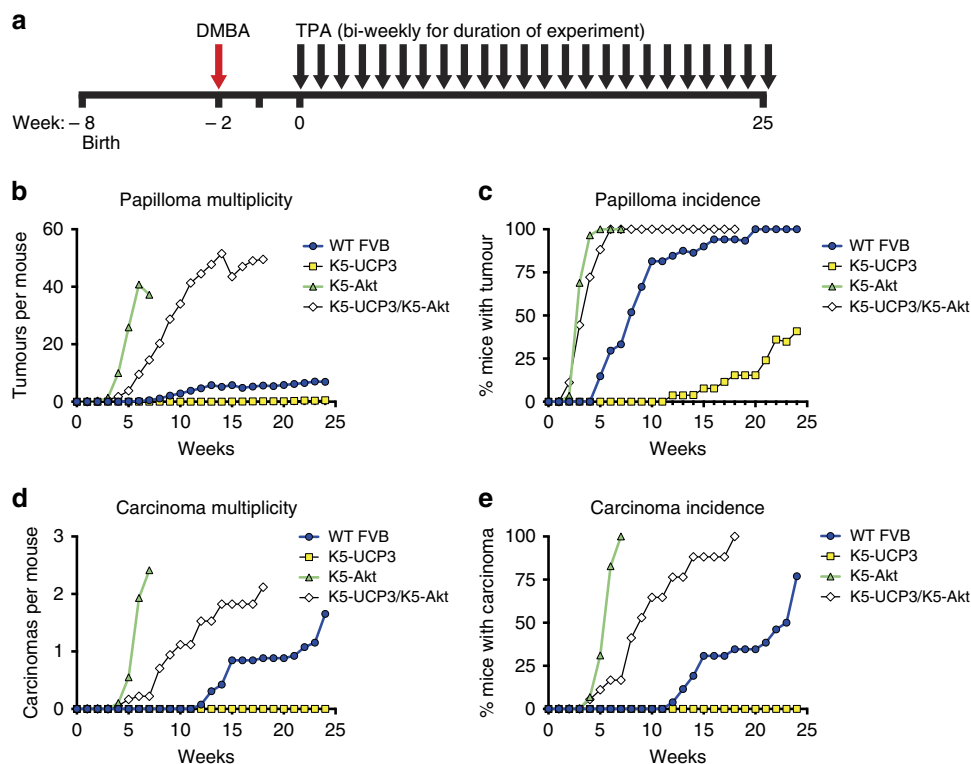 a
DMBA
TPA (bi-weekly for duration of experiment)
Week: – 8
– 2
0
25
Birth
b
Papilloma multiplicity
Tumours per mouse
60
40
20
0
0 5 10 15 20 25
Weeks
WT FVB
K5-UCP3
K5-Akt
K5-UCP3/K5-Akt
c
Papilloma incidence
% mice with tumour
100
75
50
25
0
0 5 10 15 20 25
Weeks
WT FVB
K5-UCP3
K5-Akt
K5-UCP3/K5-Akt
d
Carcinoma multiplicity
Carcinomas per mouse
3
2
1
0
0 5 10 15 20 25
Weeks
WT FVB
K5-UCP3
K5-Akt
K5-UCP3/K5-Akt
e
Carcinoma incidence
% mice with carcinoma
100
75
50
25
0
0 5 10 15 20 25
Weeks
WT FVB
K5-UCP3
K5-Akt
K5-UCP3/K5-Akt